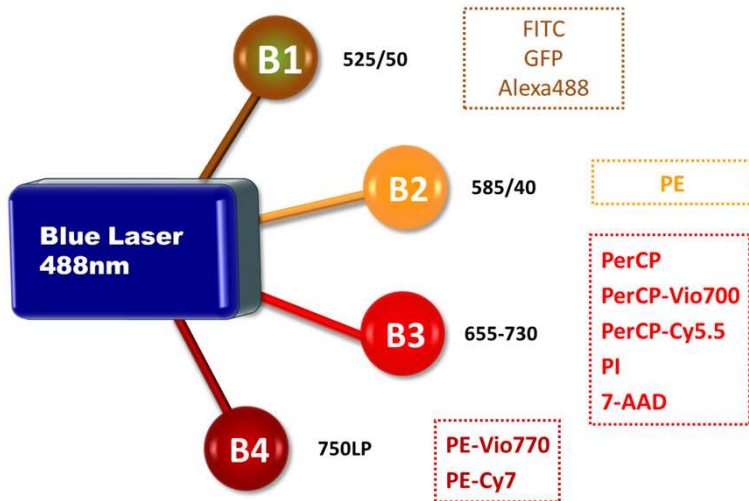 B1
525/50
FITC
GFP
Alexa488
Blue Laser
488nm
B2
585/40
PE
B3
655-730
PerCP
PerCP-Vio700
PerCP-Cy5.5
PI
7-AAD
B4
750LP
PE-Vio770
PE-Cy7